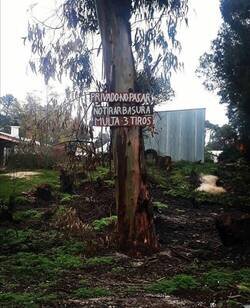 PRIVADO NO PASAR
NO TIRAR BASURA
MULTA 3 TIROS